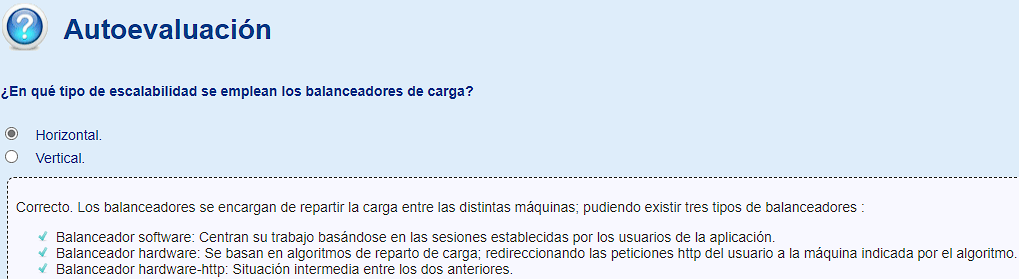 Autoevaluación
¿En qué tipo de escalabilidad se emplean los balanceadores de carga?
Horizontal.
Vertical.
Correcto. Los balanceadores se encargan de repartir la carga entre las distintas máquinas; pudiendo existir tres tipos de balanceadores :
Balanceador software: Centran su trabajo basándose en las sesiones establecidas por los usuarios de la aplicación.
Balanceador hardware: Se basan en algoritmos de reparto de carga; redireccionando las peticiones http del usuario a la máquina indicada por el algoritmo.
Balanceador hardware-http: Situación intermedia entre los dos anteriores.